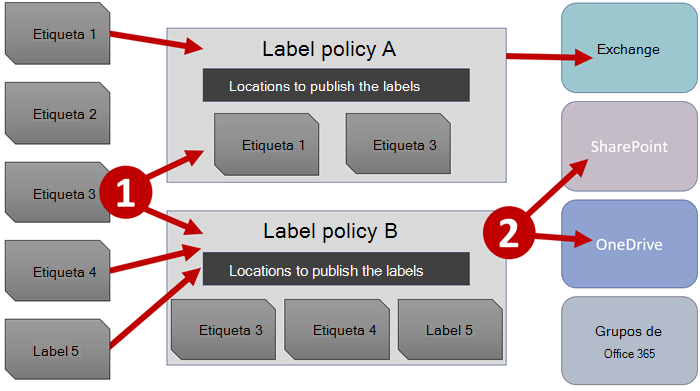 Etiqueta 1
Etiqueta 2
Etiqueta 3
Etiqueta 4
Label 5
1
Label policy A
Locations to publish the labels
Etiqueta 1
Etiqueta 3
Label policy B
Locations to publish the labels
Etiqueta 3
Etiqueta 4
Label 5
2
Exchange
SharePoint
OneDrive
Grupos de
Office 365